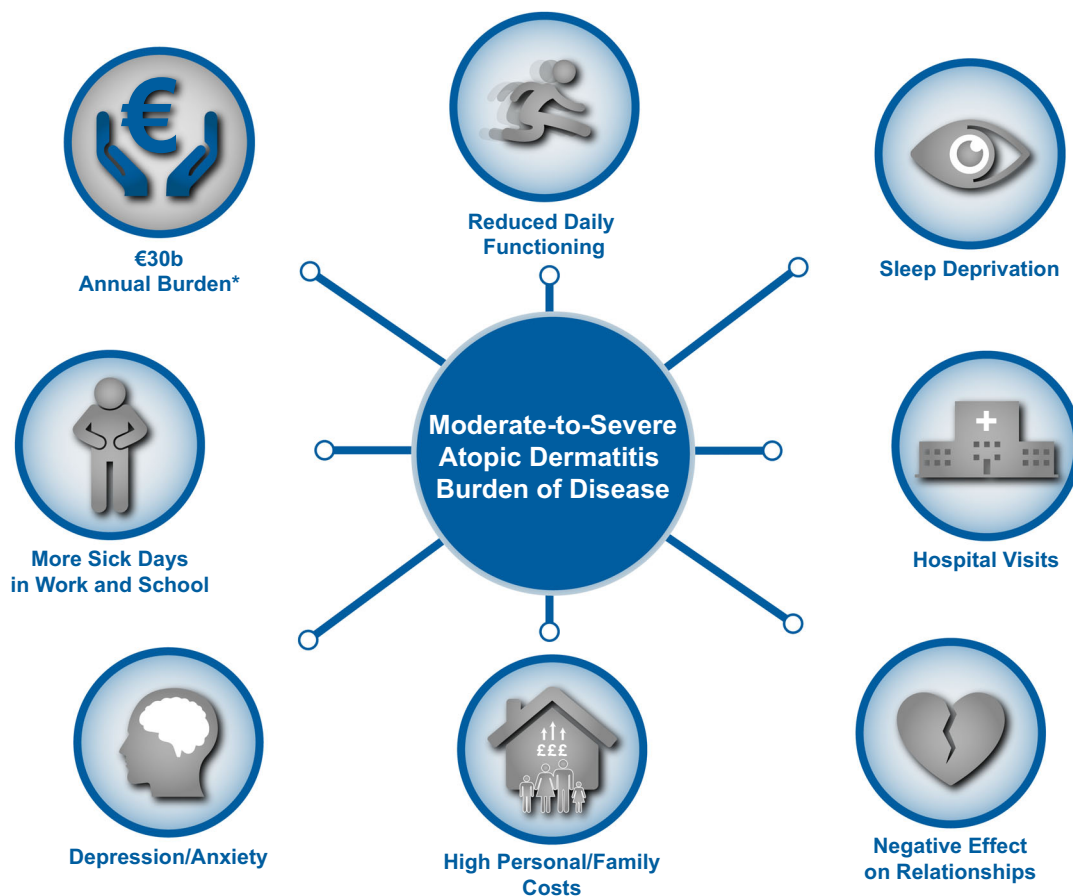 €
€30b
Annual Burden*
Reduced Daily
Functioning
Sleep Deprivation
Moderate-to-Severe
Atopic Dermatitis
Burden of Disease
More Sick Days
in Work and School
Hospital Visits
Depression/Anxiety
£££
High Personal/Family
Costs
Negative Effect
on Relationships